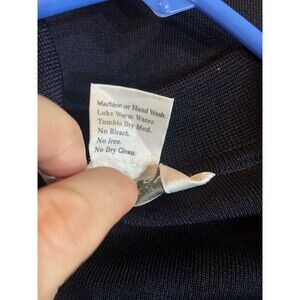 Machine or Hand Wash.
Luke Warm Water.
Tumble Dry Med.
No Bleach.
No Iron.
No Dry Clean.